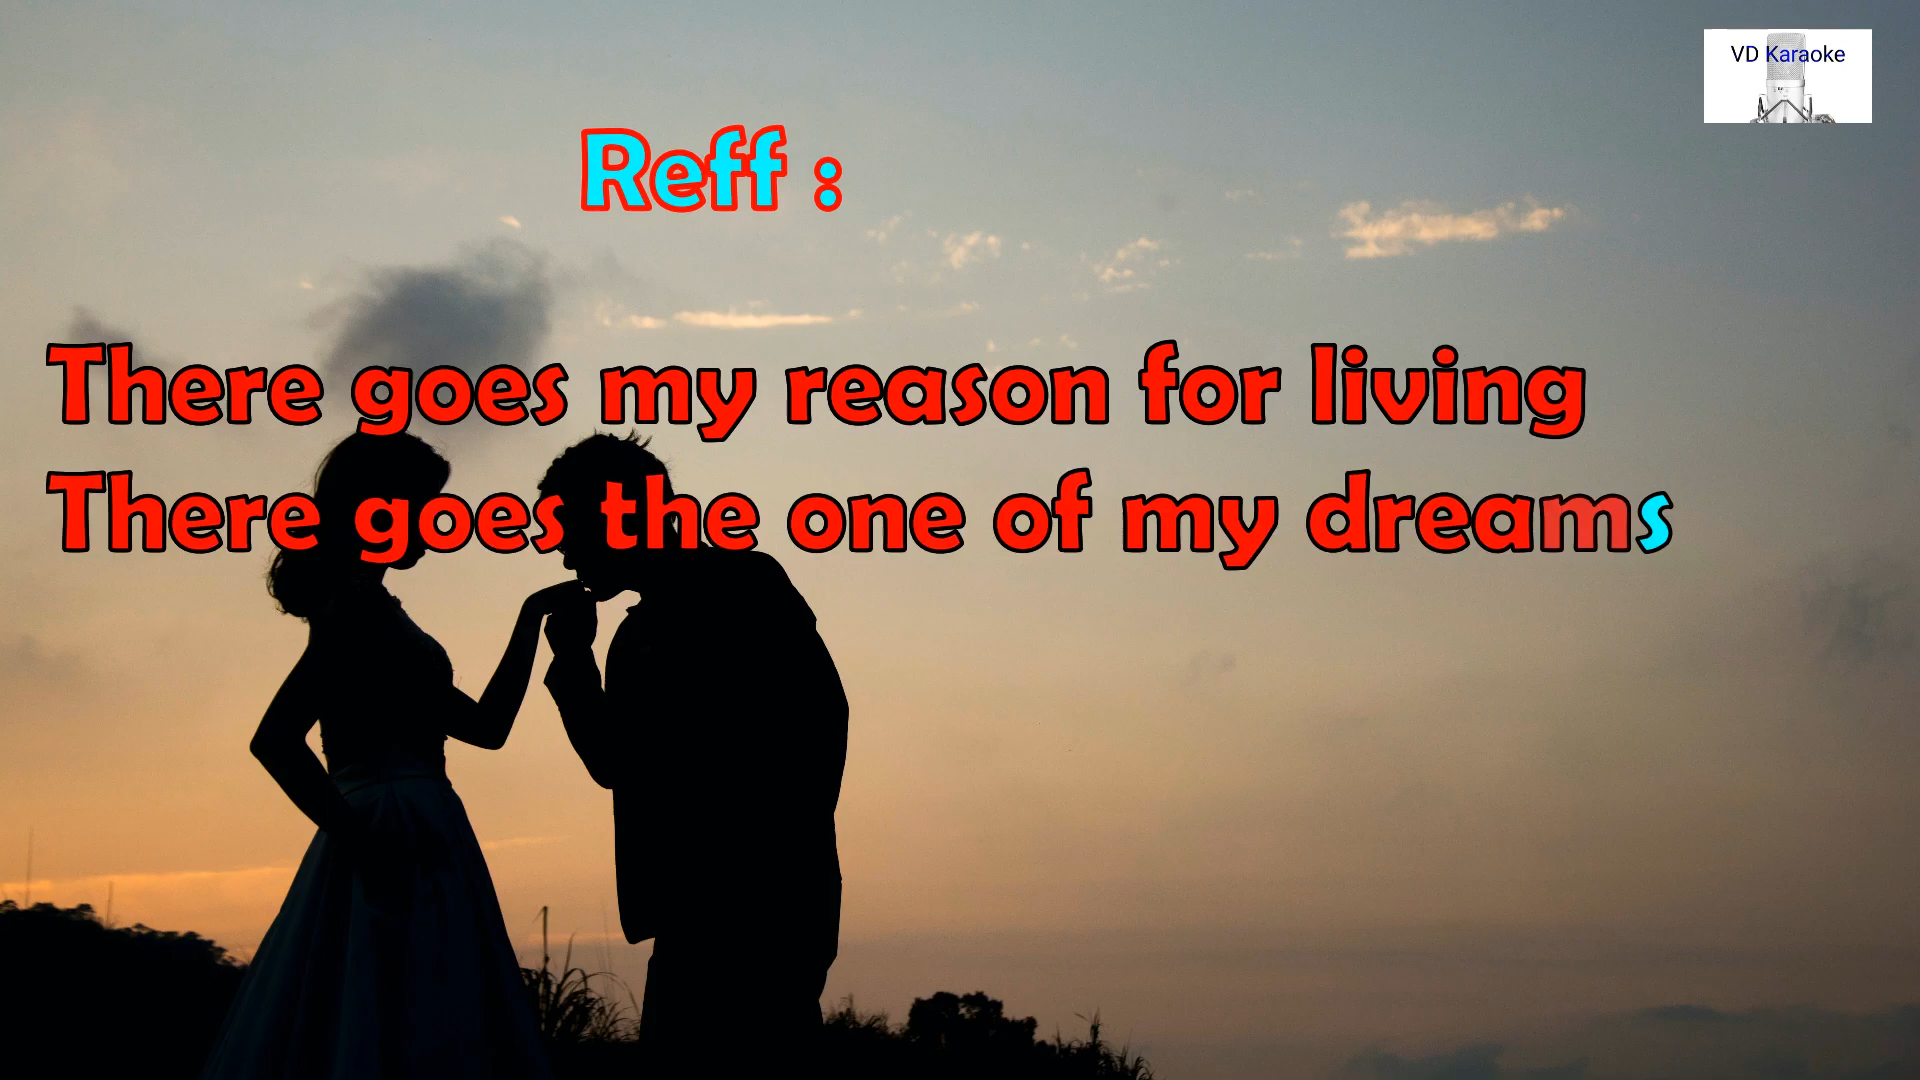 VD Karaoke
Reff :
There goes my reason for living
There goes the one of my dreams